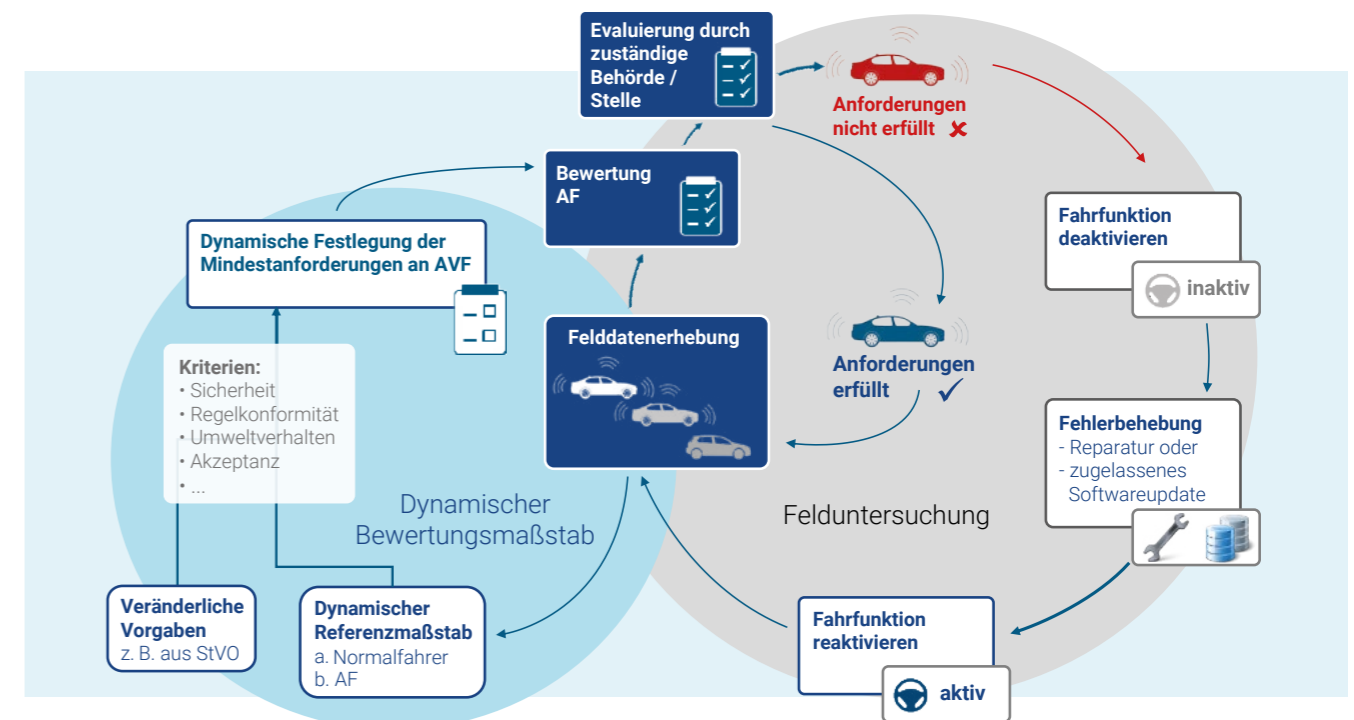 Evaluierung durch
zuständige
Behörde /
Stelle
Anforderungen
nicht erfüllt ✘
Bewertung
AF
Fahrfunktion
deaktivieren
inaktiv
Dynamische Festlegung der
Mindestanforderungen an AVF
Felddatenerhebung
Anforderungen
erfüllt ✓
Kriterien:
• Sicherheit
• Regelkonformität
• Umweltverhalten
• Akzeptanz
• ...
Fehlerbehebung
- Reparatur oder
- zugelassenes
Softwareupdate
Dynamischer
Bewertungsmaßstab
Felduntersuchung
Veränderliche
Vorgaben
z. B. aus StVO
Dynamischer
Referenzmaßstab
a. Normalfahrer
b. AF
Fahrfunktion
reaktivieren
aktiv